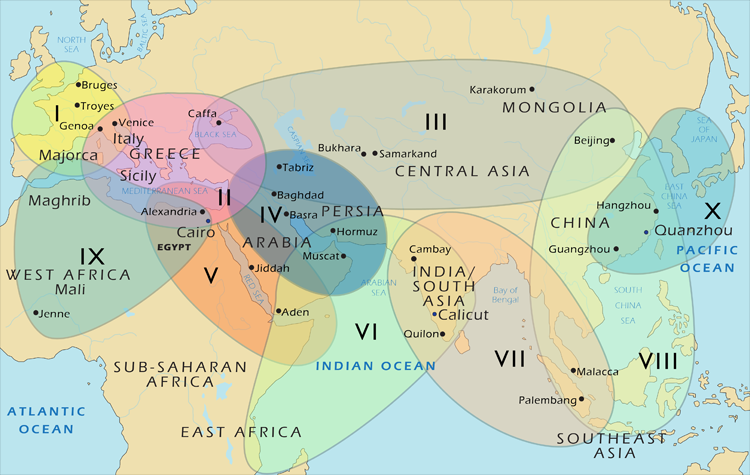 NORTH
SEA
BALTIC SEA
Bruges
I
Troyes
Genoa
Venice
Italy
Majorca
GREECE
Sicily
MEDITERRANEAN SEA
Caffa
BLACK SEA
II
CASPIAN SEA
III
Karakorum
MONGOLIA
Bukhara
Samarkand
CENTRAL ASIA
Beijing
SEA
OF
JAPAN
Tabriz
Baghdad
IV
Basra
PERSIA
ARABIA
Hormuz
Muscat
Maghrib
Alexandria
Cairo
EGYPT
IX
WEST AFRICA
Mali
Jenne
V
Jiddah
RED SEA
Aden
ARABIAN
SEA
Cambay
INDIA/
SOUTH
ASIA
Calicut
Quilon
Bay of
Bengal
EAST
CHINA
SEA
Hangzhou
CHINA
X
Quanzhou
Guangzhou
PACIFIC
OCEAN
SOUTH
CHINA
SEA
VI
INDIAN OCEAN
VII
VIII
Malacca
Palembang
SOUTHEAST
ASIA
SUB-SAHARAN
AFRICA
EAST AFRICA
ATLANTIC
OCEAN